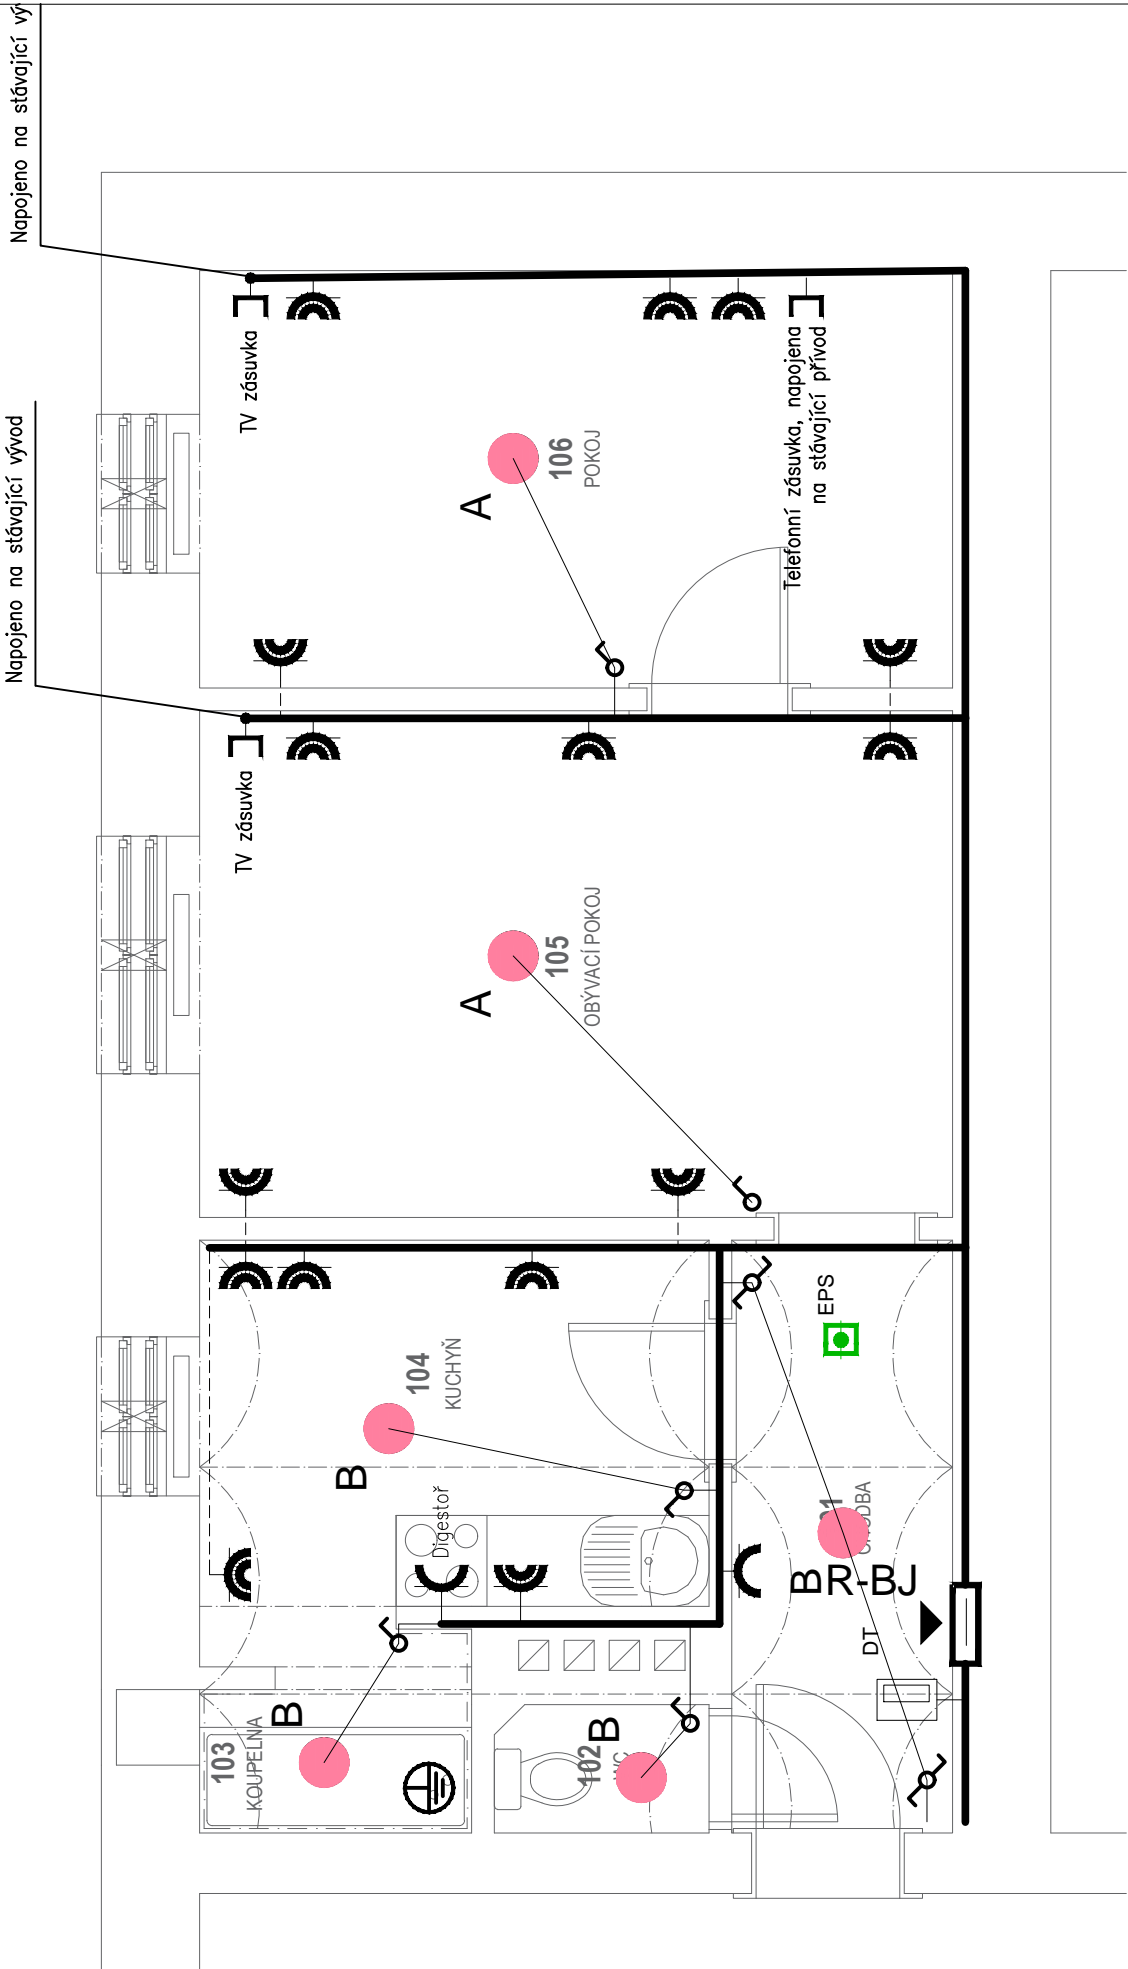 Napojeno na stávající vý
TV zásuvka
Telefonní zásuvka, napojena
na stávající přívod
106
POKOJ
A
Napojeno na stávající vývod
TV zásuvka
105
OBÝVACÍ POKOJ
A
EPS
104
KUCHYŇ
B
Digestoř
B
R-BJ
DT
103
KOUPELNA
B
102
WC
B